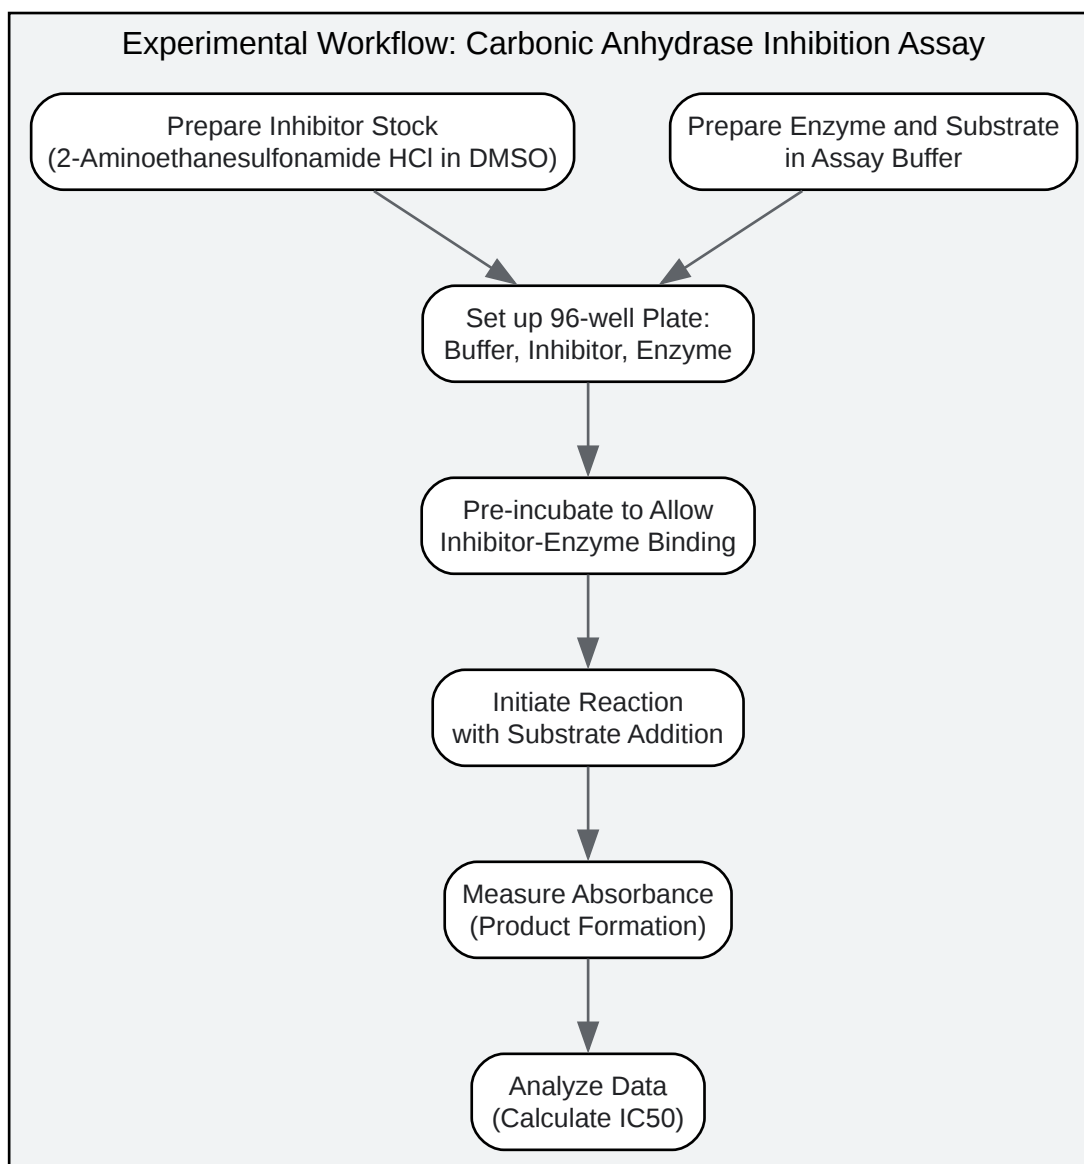 Experimental Workflow: Carbonic Anhydrase Inhibition Assay
Prepare Inhibitor Stock
(2-Aminoethanesulfonamide HCl in DMSO)
Prepare Enzyme and Substrate
in Assay Buffer
Set up 96-well Plate:
Buffer, Inhibitor, Enzyme
Pre-incubate to Allow
Inhibitor-Enzyme Binding
Initiate Reaction
with Substrate Addition
Measure Absorbance
(Product Formation)
Analyze Data
(Calculate IC50)